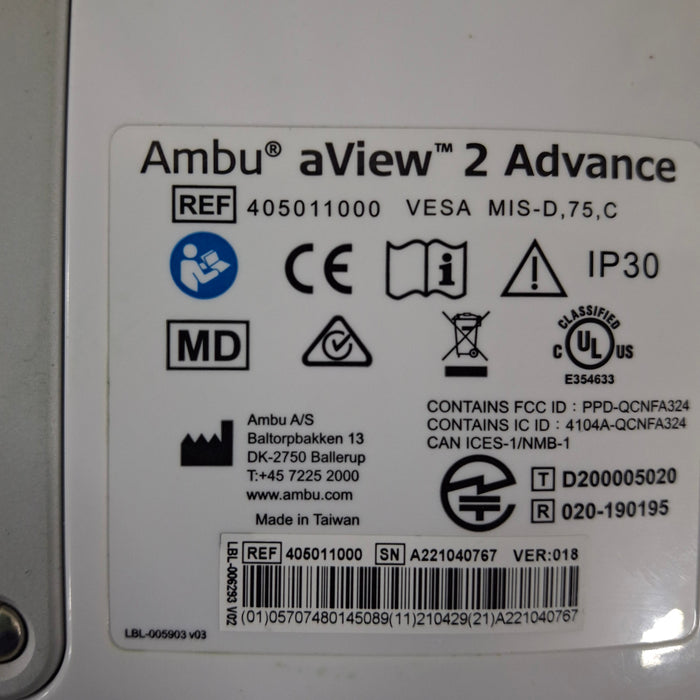 Ambu® aView™ 2 Advance
REF 405011000 VESA MIS-D,75,C
CE IP30
MD
CLASSIFIED
C UL US
E354633
Ambu A/S
Baltorpbakken 13
DK-2750 Ballerup
T:+45 7225 2000
www.ambu.com
Made in Taiwan
CONTAINS FCC ID : PPD-QCNFA324
CONTAINS IC ID : 4104A-QCNFA324
CAN ICES-1/NMB-1
T D200005020
R 020-190195
LBL-006293 V02
REF 405011000 SN A221040767 VER:018
(01)05707480145089(11)210429(21)A221040767
LBL-005903 v03